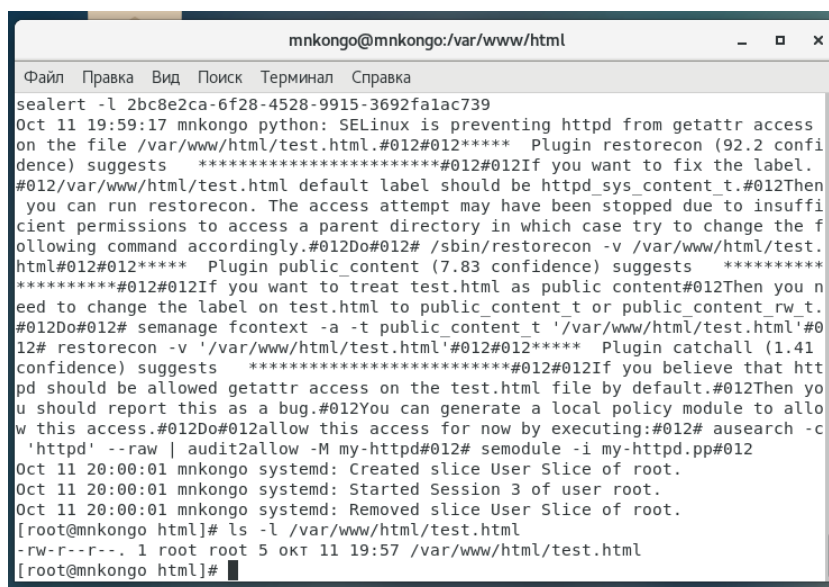 mnkongo@mnkongo:/var/www/html
Файл Правка Вид Поиск Терминал Справка
sealert -l 2bc8e2ca-6f28-4528-9915-3692fa1ac739
Oct 11 19:59:17 mnkongo python: SELinux is preventing httpd from getattr access
on the file /var/www/html/test.html.#012#012*****  Plugin restorecon (92.2 confi
dence) suggests   ************************#012#012If you want to fix the label.
#012/var/www/html/test.html default label should be httpd_sys_content_t.#012Then
 you can run restorecon. The access attempt may have been stopped due to insuffi
cient permissions to access a parent directory in which case try to change the f
ollowing command accordingly.#012Do#012# /sbin/restorecon -v /var/www/html/test.
html#012#012*****  Plugin public_content (7.83 confidence) suggests   **********
**********#012#012If you want to treat test.html as public content#012Then you n
eed to change the label on test.html to public_content_t or public_content_rw_t.
#012Do#012# semanage fcontext -a -t public_content_t '/var/www/html/test.html'#0
12# restorecon -v '/var/www/html/test.html'#012#012*****  Plugin catchall (1.41
confidence) suggests   **************************#012#012If you believe that htt
pd should be allowed getattr access on the test.html file by default.#012Then yo
u should report this as a bug.#012You can generate a local policy module to allo
w this access.#012Do#012allow this access for now by executing:#012# ausearch -c
 'httpd' --raw | audit2allow -M my-httpd#012# semodule -i my-httpd.pp#012
Oct 11 20:00:01 mnkongo systemd: Created slice User Slice of root.
Oct 11 20:00:01 mnkongo systemd: Started Session 3 of user root.
Oct 11 20:00:01 mnkongo systemd: Removed slice User Slice of root.
[root@mnkongo html]# ls -l /var/www/html/test.html
-rw-r--r--. 1 root root 5 окт 11 19:57 /var/www/html/test.html
[root@mnkongo html]#